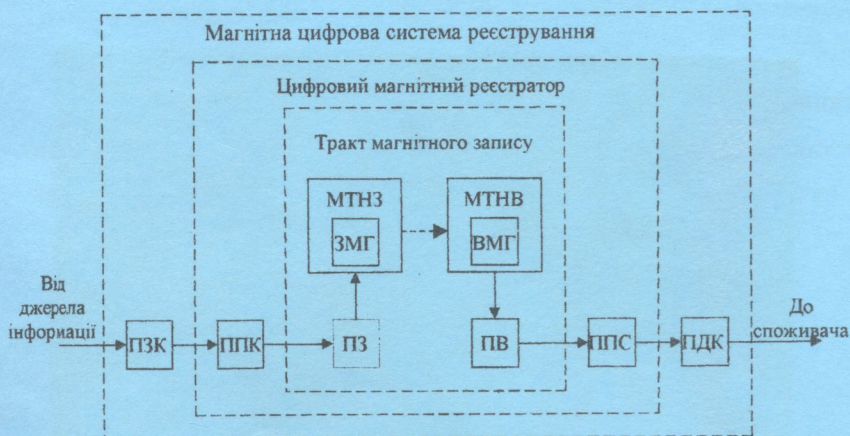 Магнітна цифрова система реєстрування
Цифровий магнітний реєстратор
Тракт магнітного запису
МТНЗ
МТНВ
ЗМГ
ВМГ
Від
джерела
інформації
До
споживача
ПЗК
ППК
ПЗ
ПВ
ППС
ПДК